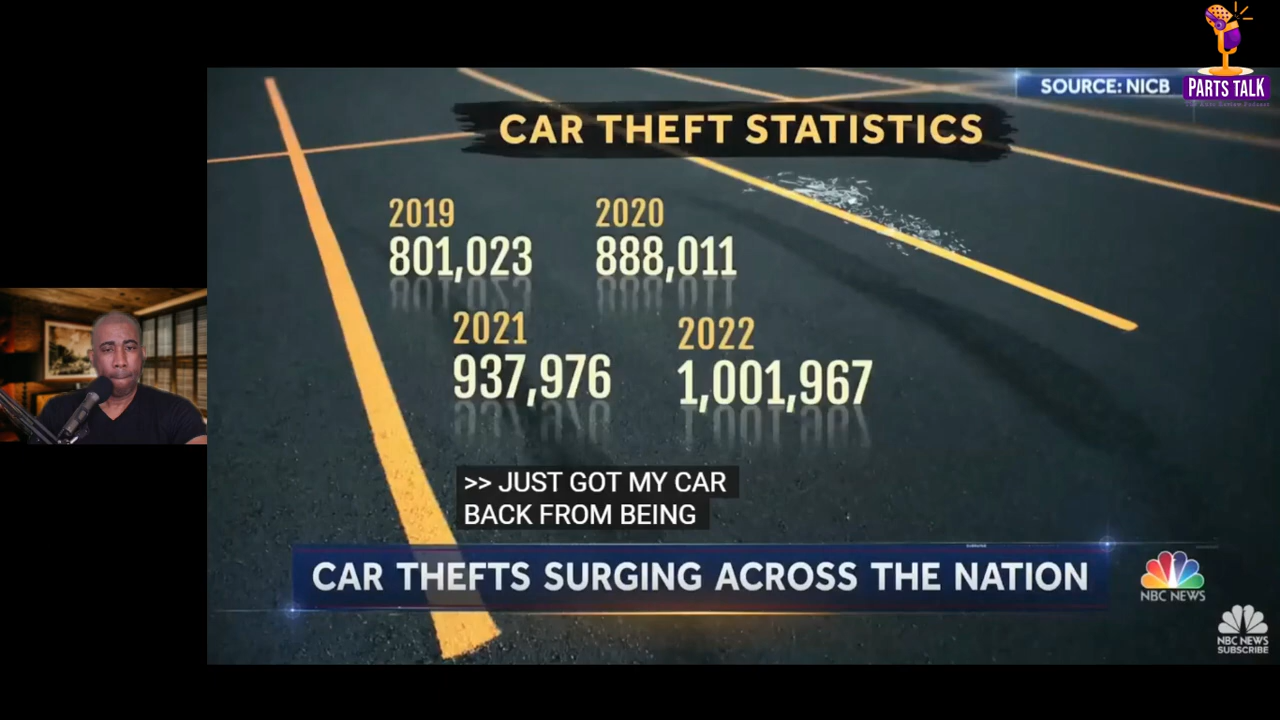 SOURCE: NICB
PARTS TALK
CAR THEFT STATISTICS
2019
801,023
2020
888,011
2021
937,976
2022
1,001,967
>> JUST GOT MY CAR
BACK FROM BEING
CAR THEFTS SURGING ACROSS THE NATION
NBC NEWS
NBC NEWS
SUBSCRIBE